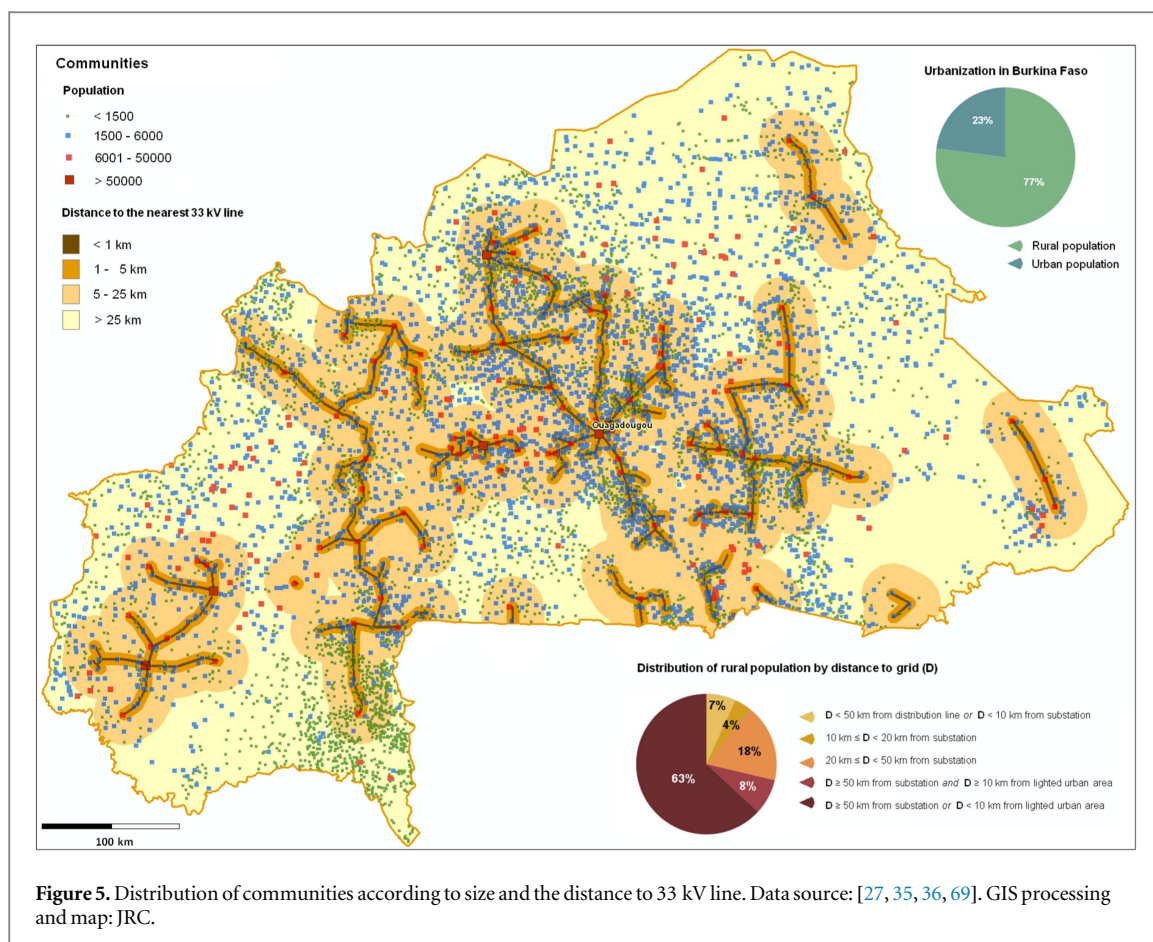 Communities
Population
< 1500
1500 - 6000
6001 - 50000
> 50000
Distance to the nearest 33 kV line
< 1 km
1 - 5 km
5 - 25 km
> 25 km
Urbanization in Burkina Faso
23%
77%
Rural population
Urban population
Ouagadougou
Distribution of rural population by distance to grid (D)
7%
4%
18%
8%
63%
D < 50 km from distribution line or D < 10 km from substation
10 km ≤ D < 20 km from substation
20 km ≤ D < 50 km from substation
D ≥ 50 km from substation and D ≥ 10 km from lighted urban area
D ≥ 50 km from substation or D < 10 km from lighted urban area
100 km
Figure 5. Distribution of communities according to size and the distance to 33 kV line. Data source: [27, 35, 36, 69]. GIS processing
and map: JRC.